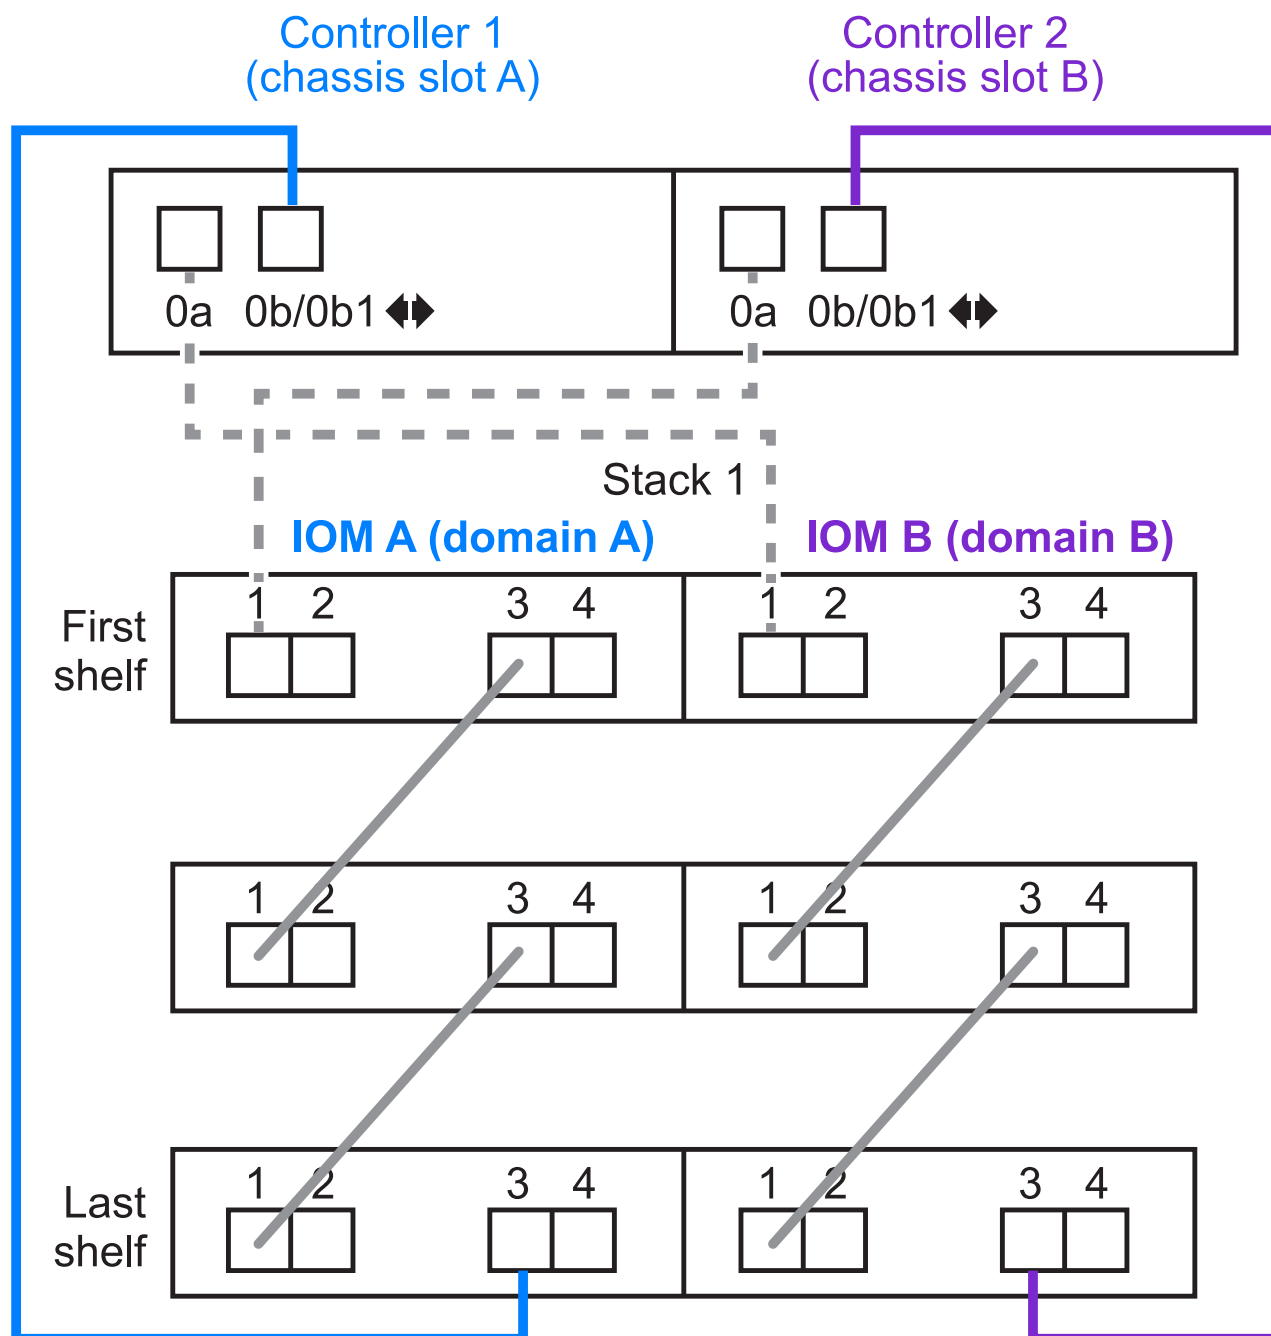 Controller 1
(chassis slot A)
Controller 2
(chassis slot B)
0a 0b/0b1
0a 0b/0b1
Stack 1
IOM A (domain A)
IOM B (domain B)
First
shelf
1 2 3 4
1 2 3 4
1 2 3 4
1 2 3 4
Last
shelf
1 2 3 4
1 2 3 4